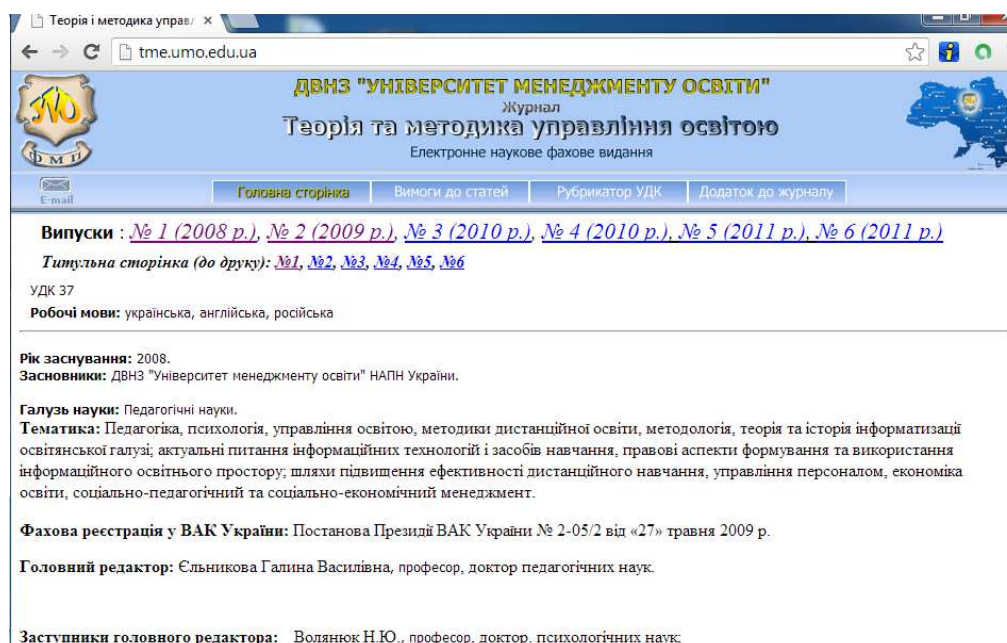 Теорія і методика управл
tme.umo.edu.ua
ДВНЗ "УНІВЕРСИТЕТ МЕНЕДЖМЕНТУ ОСВІТИ"
Журнал
Теорія та методика управління освітою
Електронне наукове фахове видання
ФМП
E-mail
Головна сторінка Вимоги до статей Рубрикатор УДК Додаток до журналу
Випуски : № 1 (2008 р.), № 2 (2009 р.), № 3 (2010 р.), № 4 (2010 р.), № 5 (2011 р.), № 6 (2011 р.)
Титульна сторінка (до друку): №1, №2, №3, №4, №5, №6
УДК 37
Робочі мови: українська, англійська, російська
Рік заснування: 2008.
Засновники: ДВНЗ "Університет менеджменту освіти" НАПН України.
Галузь науки: Педагогічні науки.
Тематика: Педагогіка, психологія, управління освітою, методики дистанційної освіти, методологія, теорія та історія інформатизації
освітянської галузі; актуальні питання інформаційних технологій і засобів навчання, правові аспекти формування та використання
інформаційного освітнього простору; шляхи підвищення ефективності дистанційного навчання, управління персоналом, економіка
освіти, соціально-педагогічний та соціально-економічний менеджмент.
Фахова реєстрація у ВАК України: Постанова Президії ВАК України № 2-05/2 від «27» травня 2009 р.
Головний редактор: Єльникова Галина Василівна, професор, доктор педагогічних наук.
Заступники головного редактора: Волянюк Н.Ю., професор, доктор. психологічних наук;